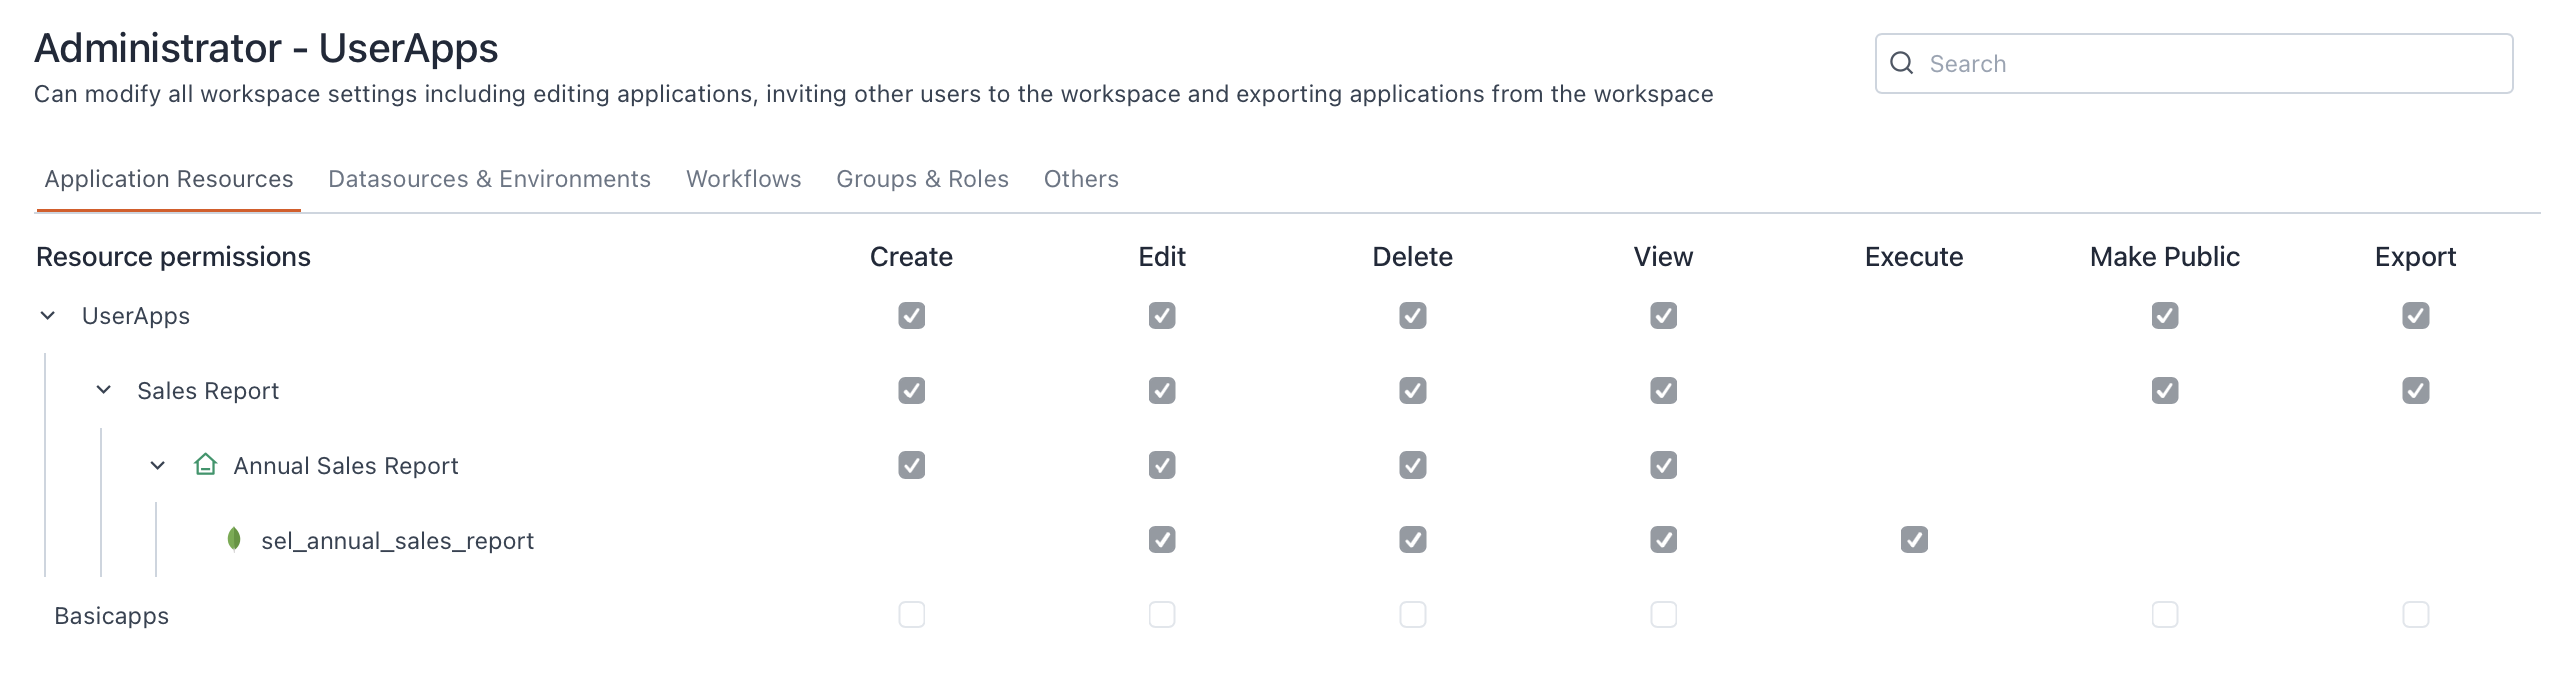 Administrator - UserApps
Search
Can modify all workspace settings including editing applications, inviting other users to the workspace and exporting applications from the workspace
Application Resources Datasources & Environments Workflows Groups & Roles Others
Resource permissions Create Edit Delete View Execute Make Public Export
UserApps
Sales Report
Annual Sales Report
sel_annual_sales_report
Basicapps